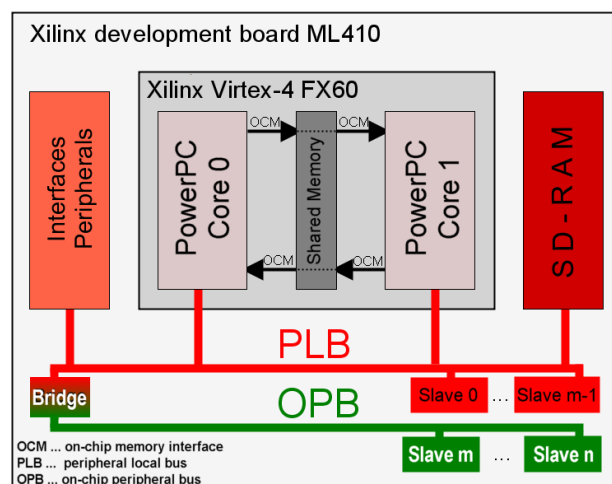 Xilinx development board ML410
Xilinx Virtex-4 FX60
Interfaces
Peripherals
PowerPC
Core 0
OCM
OCM
Shared Memory
OCM
OCM
PowerPC
Core 1
SD-RAM
PLB
Bridge
Slave 0 ... Slave m-1
OPB
Slave m ... Slave n
OCM ... on-chip memory interface
PLB ... peripheral local bus
OPB ... on-chip peripheral bus